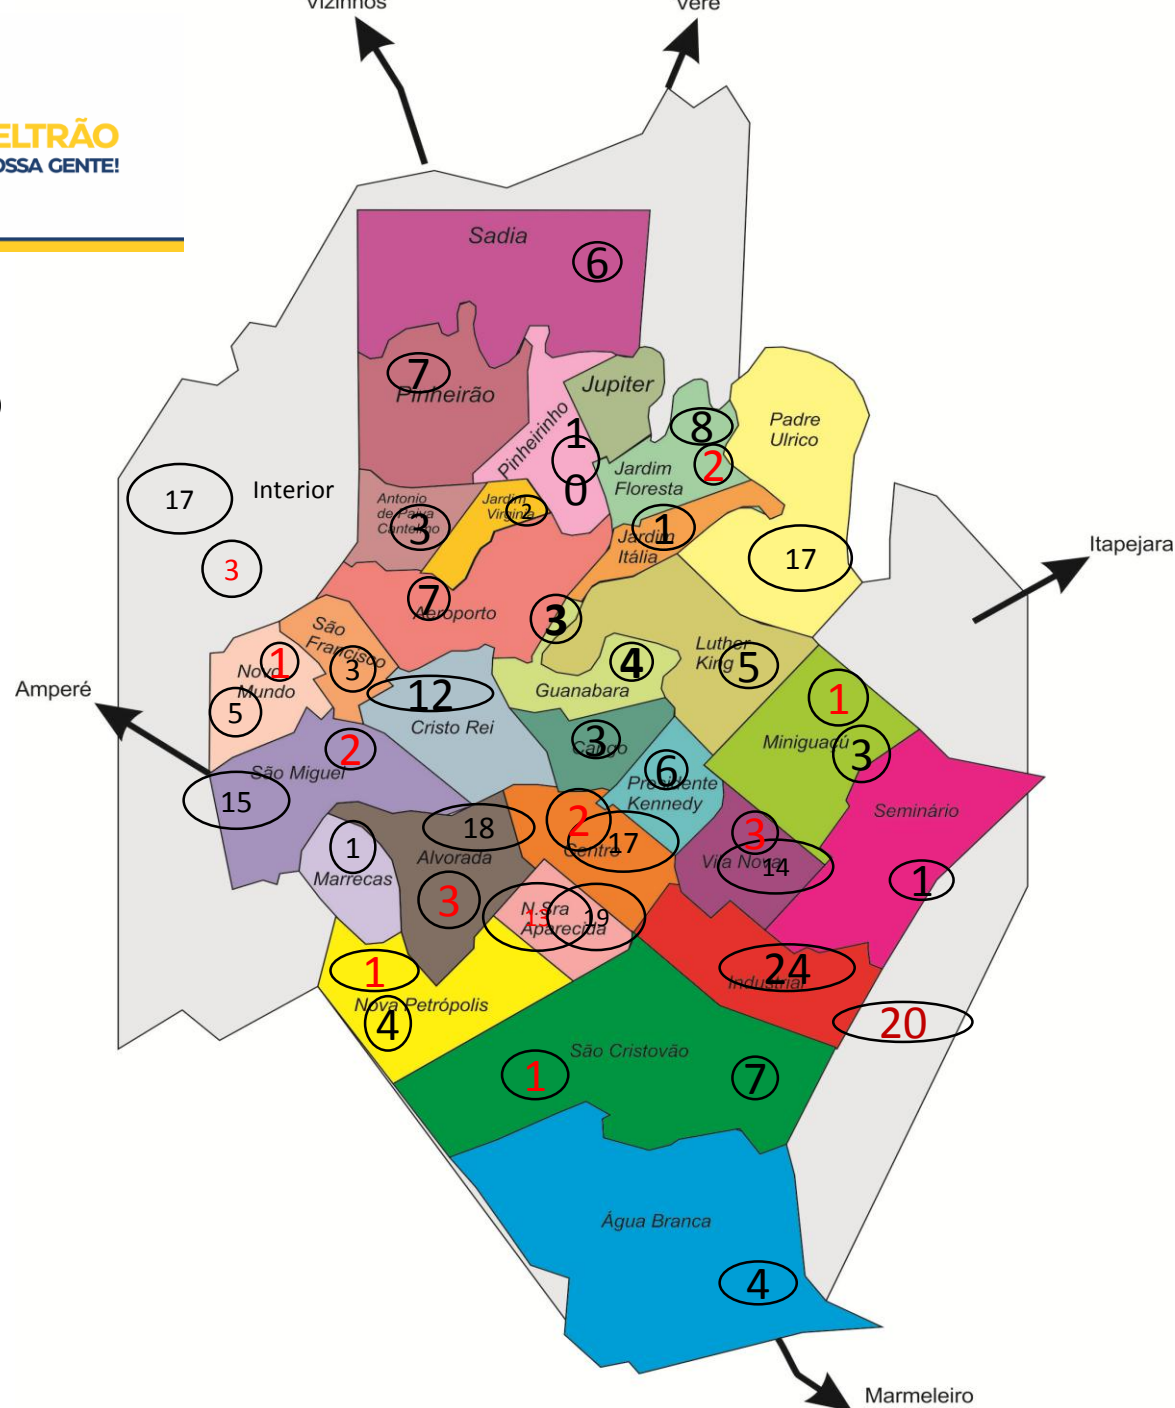 Vizinhos
Verê
ELTRÃO
OSSA GENTE!
Sadia
6
7
Pinheirão
Jupiter
Pinheirinho
1
0
8
2
Padre
Ulrico
Jardim
Floresta
17
Interior
3
Antonio
de Paiva
Cantelmo
3
Jardim
Virginia
2
1
Jardim
Itália
17
Itapejara
7
Aeroporto
3
São
Francisco
3
Novo
Mundo
1
5
Amperé
12
Cristo Rei
4
Guanabara
Luther
King
5
1
Miniguaçú
3
2
São Miguel
15
3
Cango
6
Presidente
Kennedy
Seminário
1
18
Alvorada
3
1
Marrecas
2
17
Centro
3
Vila Nova
14
13
19
N.Sra
Aparecida
24
Industrial
20
1
Nova Petrópolis
4
São Cristovão
1
7
Água Branca
4
Marmeleiro